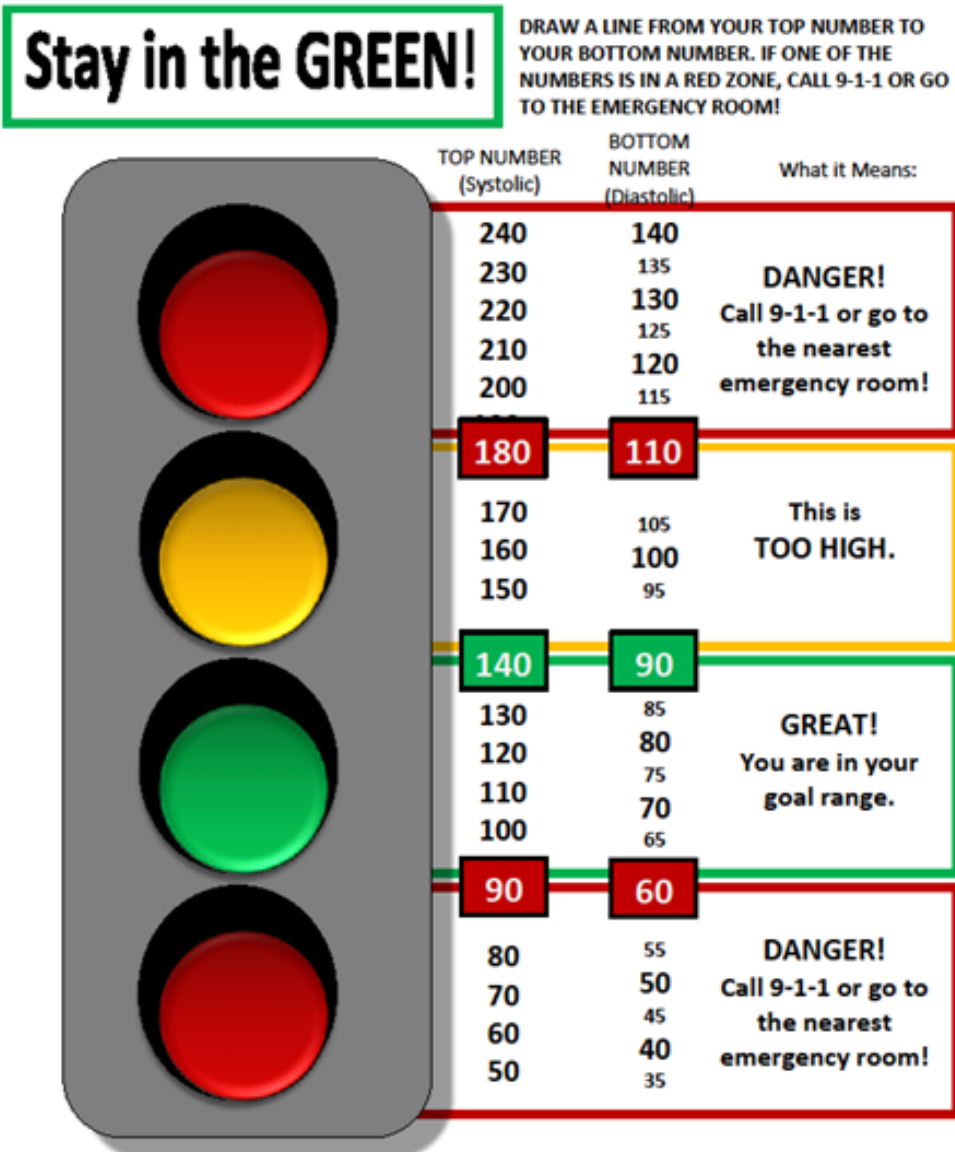 Stay in the GREEN!
DRAW A LINE FROM YOUR TOP NUMBER TO
YOUR BOTTOM NUMBER. IF ONE OF THE
NUMBERS IS IN A RED ZONE, CALL 9-1-1 OR GO
TO THE EMERGENCY ROOM!
TOP NUMBER
(Systolic)
BOTTOM
NUMBER
(Diastolic)
What it Means:
240
230
220
210
200
180
170
160
150
140
130
120
110
100
90
80
70
60
50
140
135
130
125
120
115
110
105
100
95
90
85
80
75
70
65
60
55
50
45
40
35
DANGER!
Call 9-1-1 or go to
the nearest
emergency room!
This is
TOO HIGH.
GREAT!
You are in your
goal range.
DANGER!
Call 9-1-1 or go to
the nearest
emergency room!